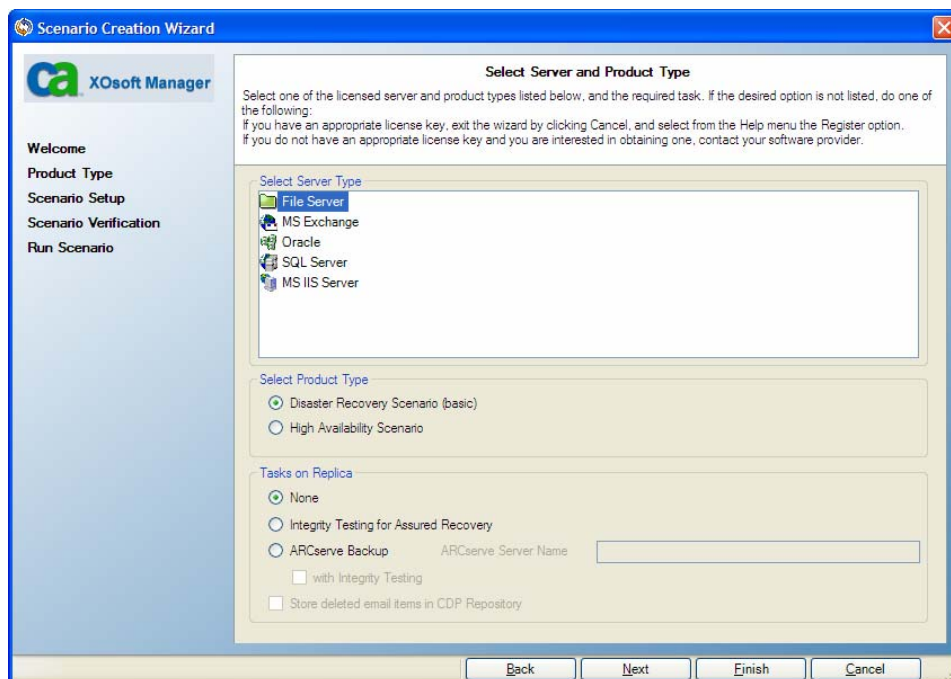 Scenario Creation Wizard
ca XOsoft Manager
Welcome
Product Type
Scenario Setup
Scenario Verification
Run Scenario
Select Server and Product Type
Select one of the licensed server and product types listed below, and the required task. If the desired option is not listed, do one of
the following:
If you have an appropriate license key, exit the wizard by clicking Cancel, and select from the Help menu the Register option.
If you do not have an appropriate license key and you are interested in obtaining one, contact your software provider.
Select Server Type
File Server
MS Exchange
Oracle
SQL Server
MS IIS Server
Select Product Type
Disaster Recovery Scenario (basic)
High Availability Scenario
Tasks on Replica
None
Integrity Testing for Assured Recovery
ARCserve Backup ARCserve Server Name
with Integrity Testing
Store deleted email items in CDP Repository
Back Next Finish Cancel